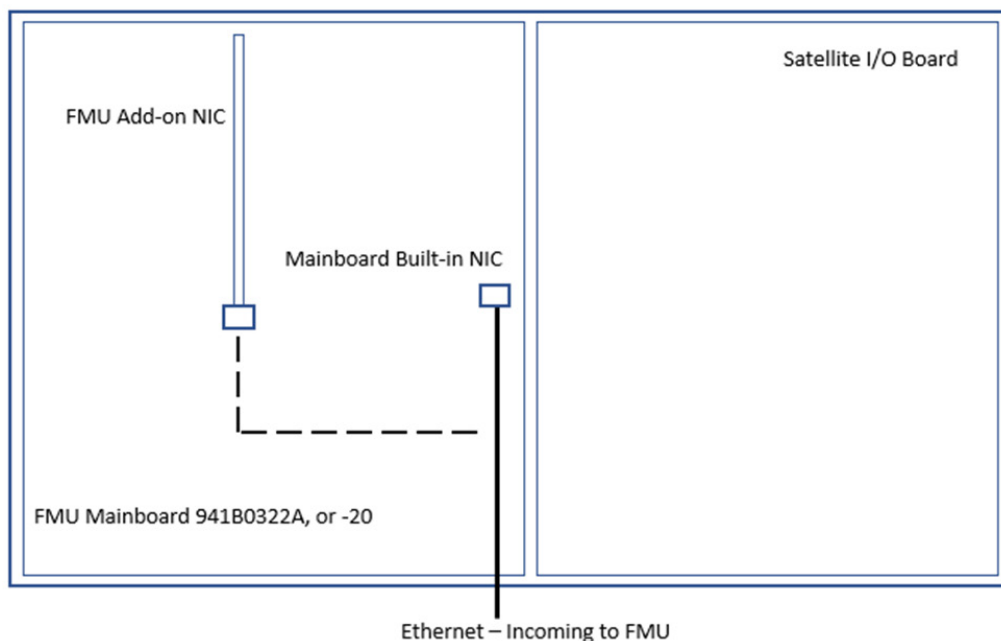 Satellite I/O Board
FMU Add-on NIC
Mainboard Built-in NIC
FMU Mainboard 941B0322A, or -20
Ethernet – Incoming to FMU